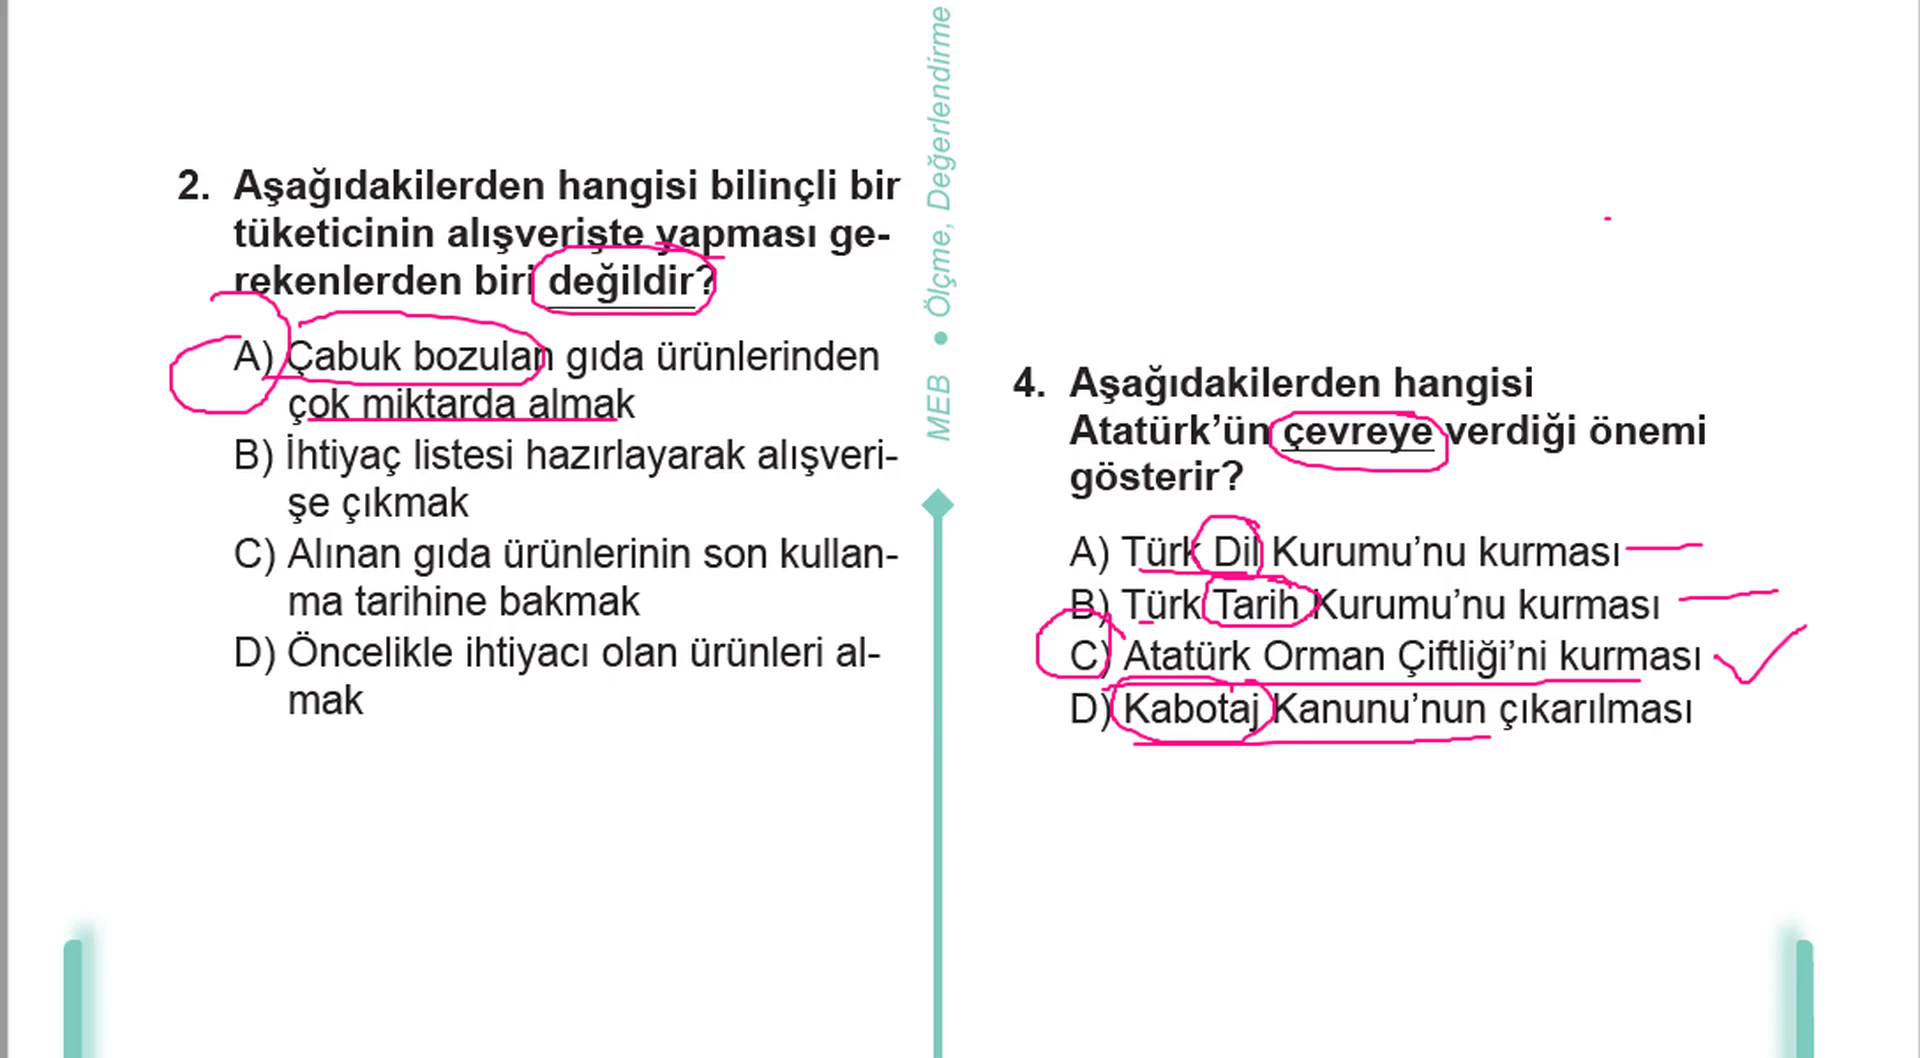 2. Aşağıdakilerden hangisi bilinçli bir
tüketicinin alışverişte yapması ge-
rekenlerden biri değildir?
A) Çabuk bozulan gıda ürünlerinden
çok miktarda almak
B) İhtiyaç listesi hazırlayarak alışveri-
şe çıkmak
C) Alınan gıda ürünlerinin son kullan-
ma tarihine bakmak
D) Öncelikle ihtiyacı olan ürünleri al-
mak
MEB • Ölçme, Değerlendirme
4. Aşağıdakilerden hangisi
Atatürk’ün çevreye verdiği önemi
gösterir?
A) Türk Dil Kurumu’nu kurması
B) Türk Tarih Kurumu’nu kurması
C) Atatürk Orman Çiftliği’ni kurması
D) Kabotaj Kanunu’nun çıkarılması